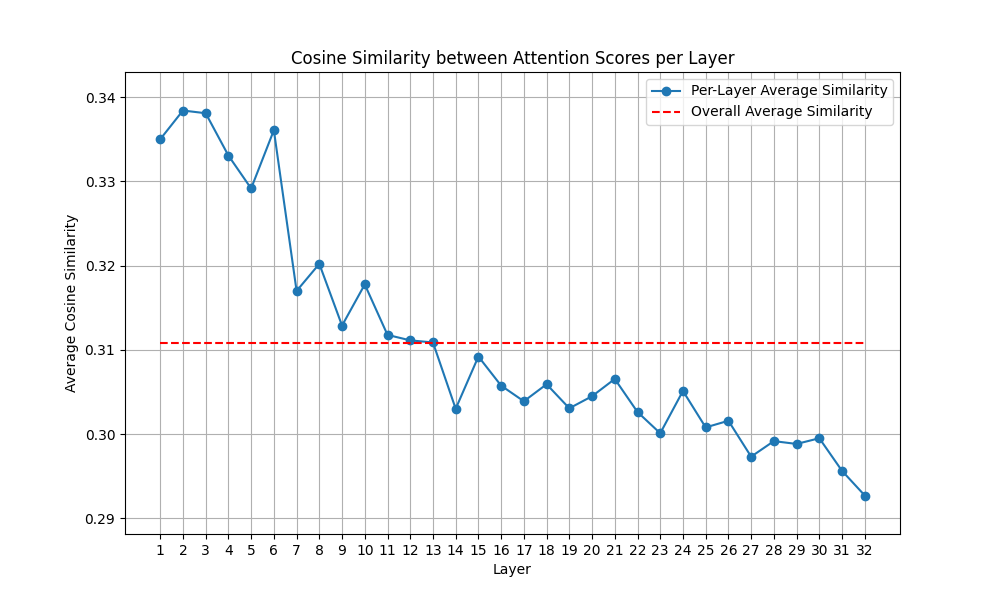 Cosine Similarity between Attention Scores per Layer
Per-Layer Average Similarity
Overall Average Similarity
Average Cosine Similarity
0.34
0.33
0.32
0.31
0.30
0.29
1 2 3 4 5 6 7 8 9 10 11 12 13 14 15 16 17 18 19 20 21 22 23 24 25 26 27 28 29 30 31 32
Layer